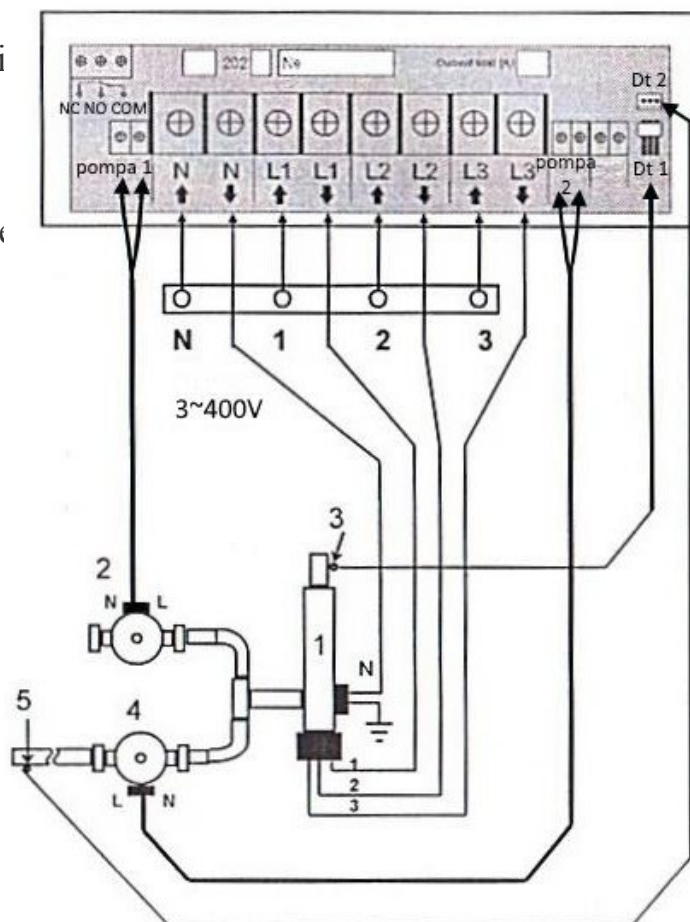 i
202 Ne Output
Dt 2
NC NO COM
pompa 1 N N L1 L1 L2 L2 L3 L3 pompa 2 Dt 1
e
N 1 2 3
3~400V
3
2
N L
1
N
5
4
L N
1
2
3